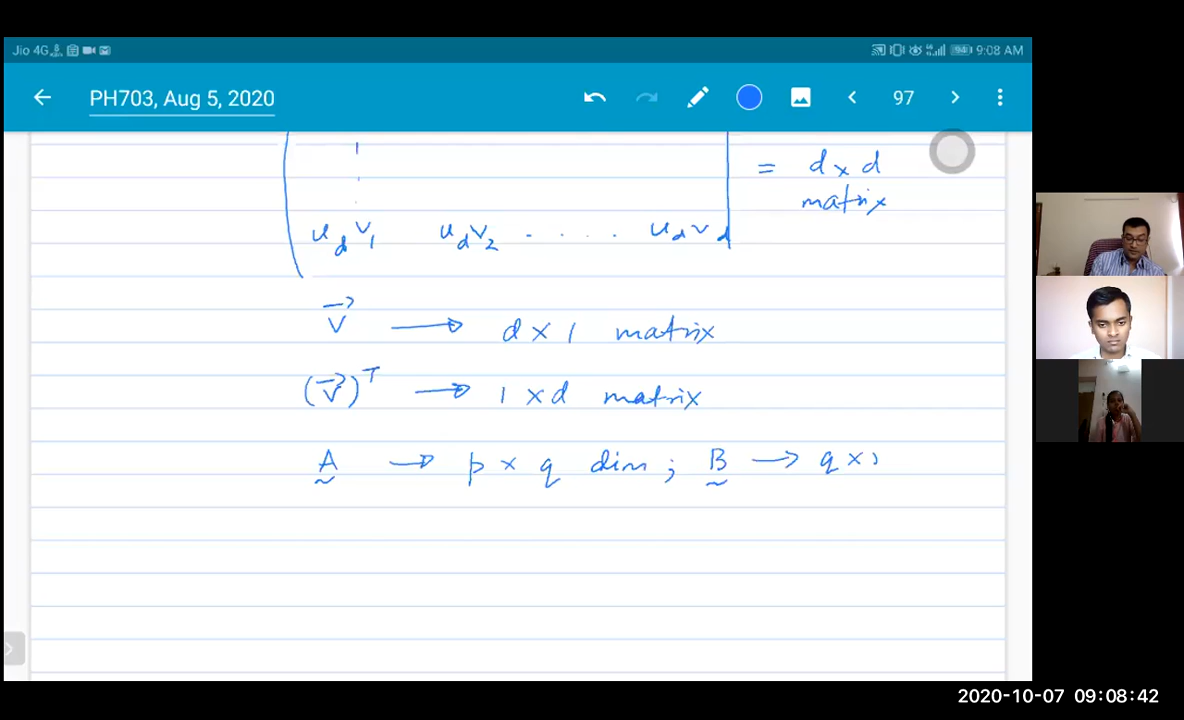 Jio 4G 94 9:08 AM
PH703, Aug 5, 2020 97
= d x d
matrix
u_d v_1 u_d v_2 . . . . . u_d v_d
v⃗ → d × 1 matrix
(v⃗)^T → 1 × d matrix
A → p × q dim ; B → q ×
2020-10-07 09:08:42